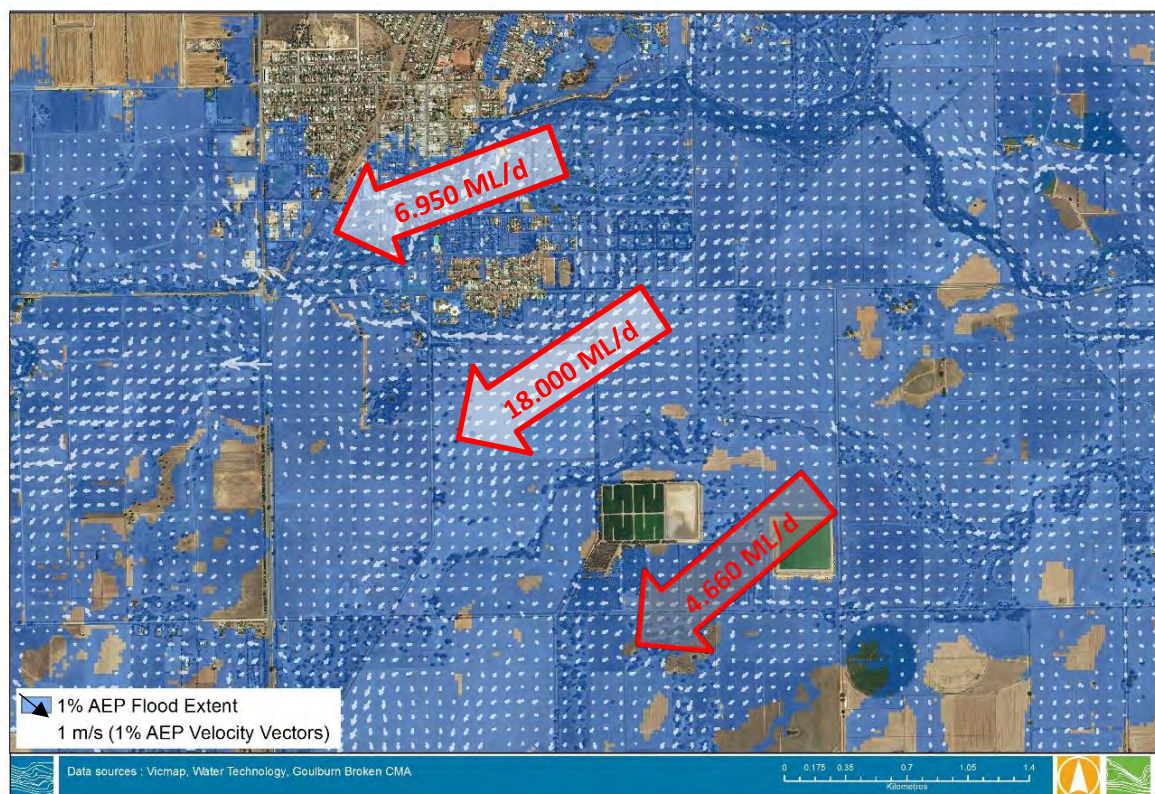 6.950 ML/d
18.000 ML/d
4.660 ML/d
1% AEP Flood Extent
1 m/s (1% AEP Velocity Vectors)
Data sources : Vicmap, Water Technology, Goulburn Broken CMA
0 0.175 0.35 0.7 1.05 1.4
Kilometres